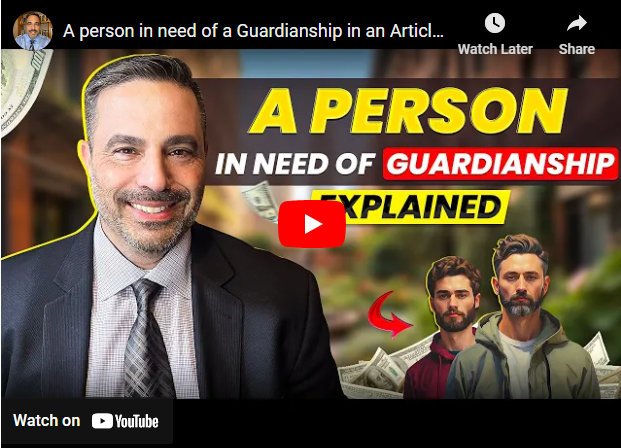 A person in need of a Guardianship in an Articl...
Watch Later
Share
A PERSON
IN NEED OF GUARDIANSHIP
EXPLAINED
Watch on YouTube